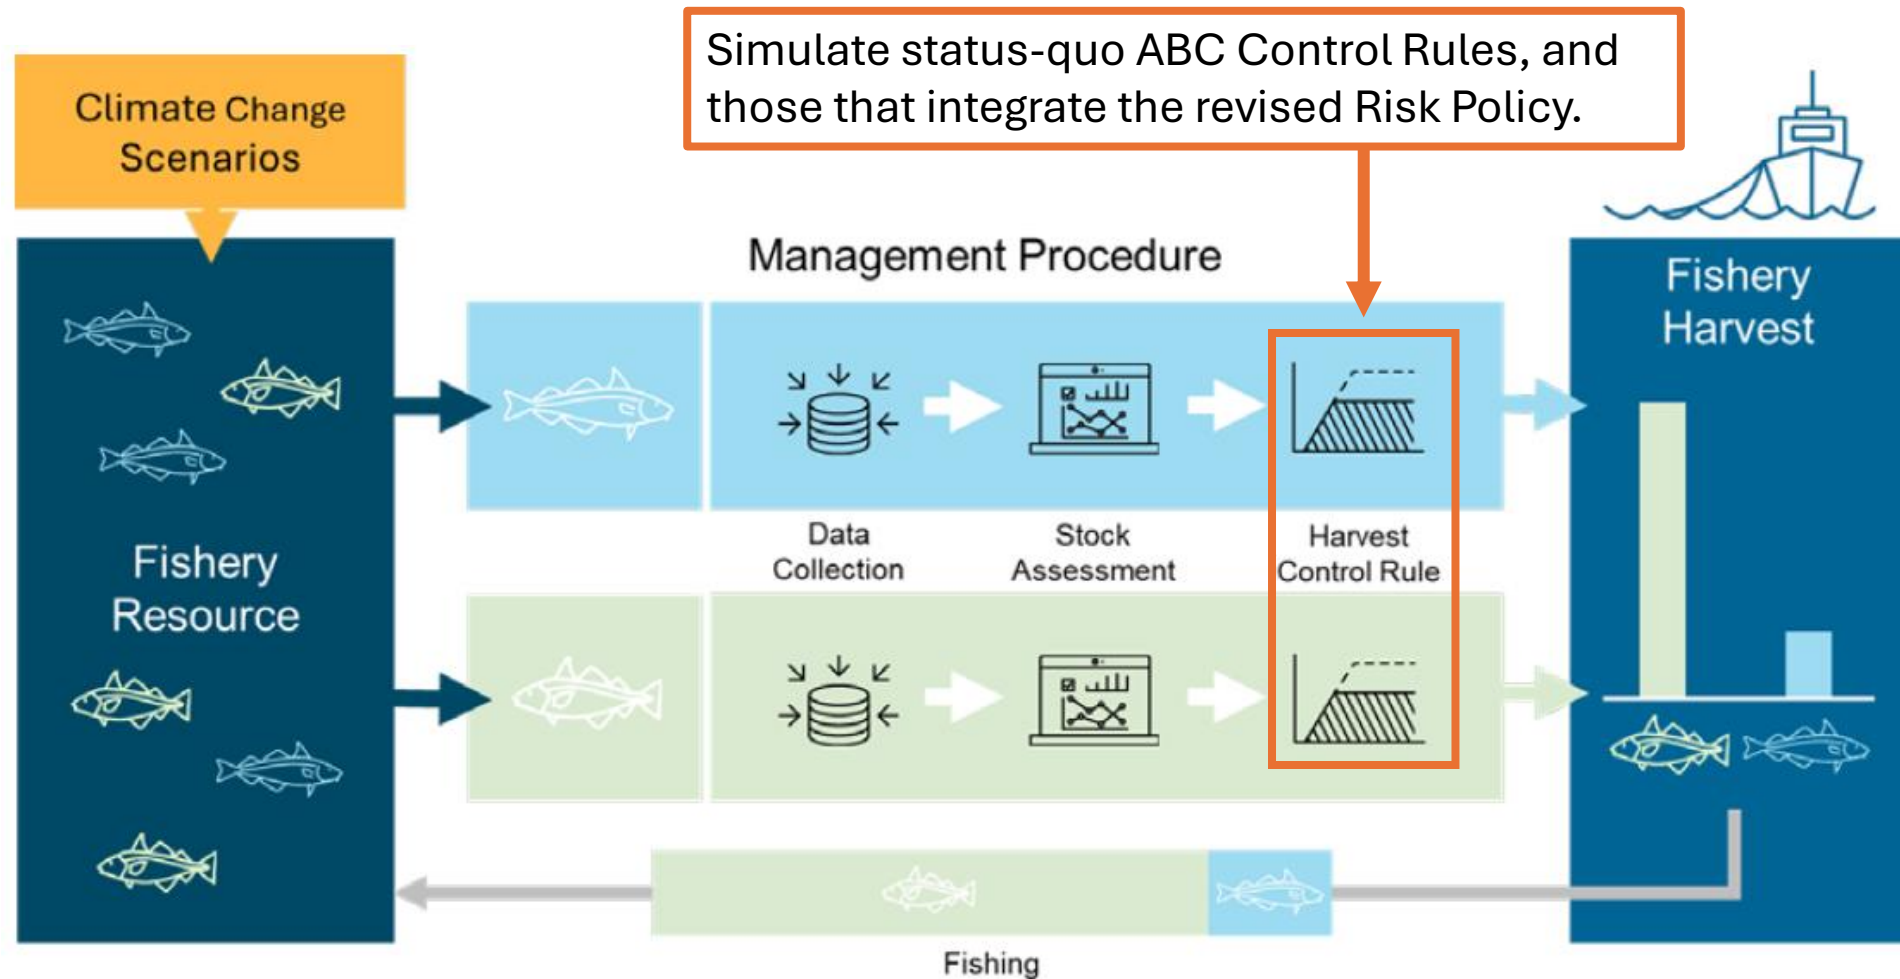 Simulate status-quo ABC Control Rules, and
those that integrate the revised Risk Policy.
Climate Change
Scenarios
Management Procedure
Fishery
Harvest
Data
Collection
Stock
Assessment
Harvest
Control Rule
Fishery
Resource
Fishing